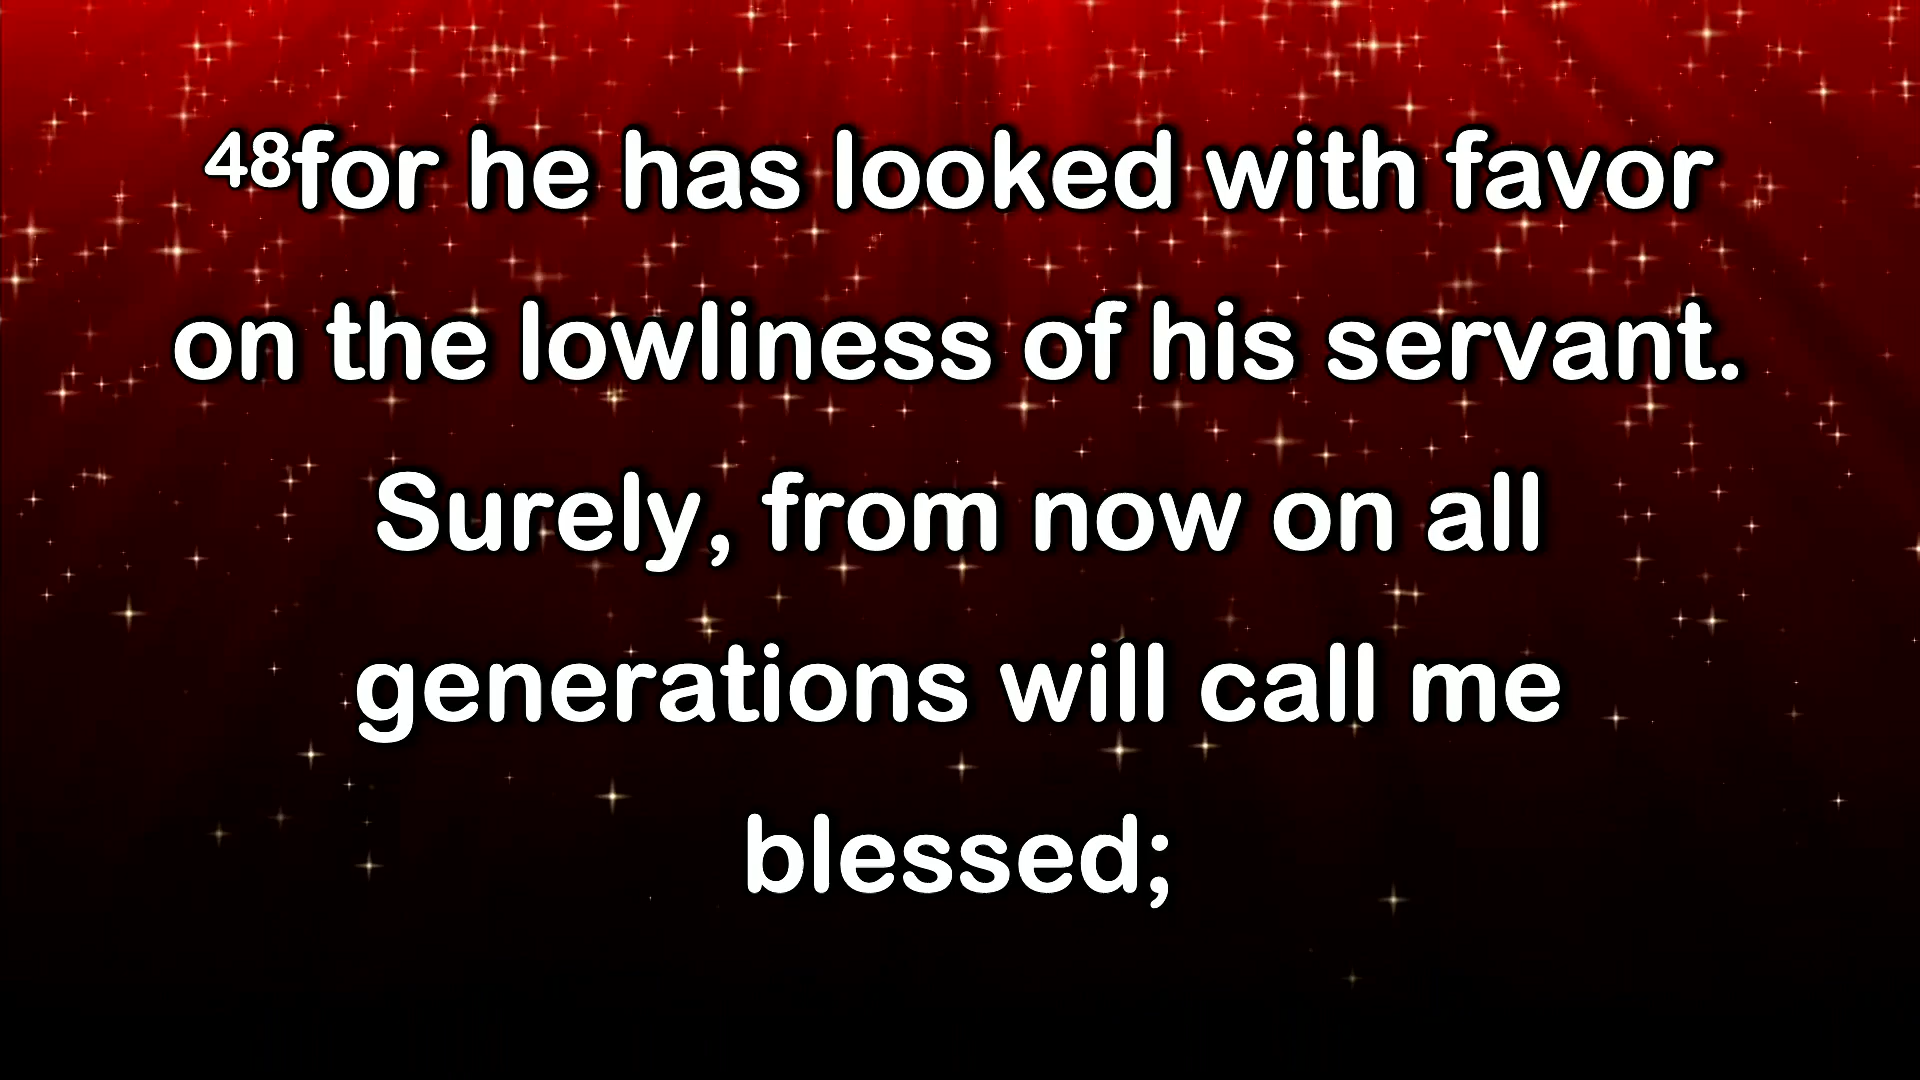 48for he has looked with favor
on the lowliness of his servant.
Surely, from now on all
generations will call me
blessed;